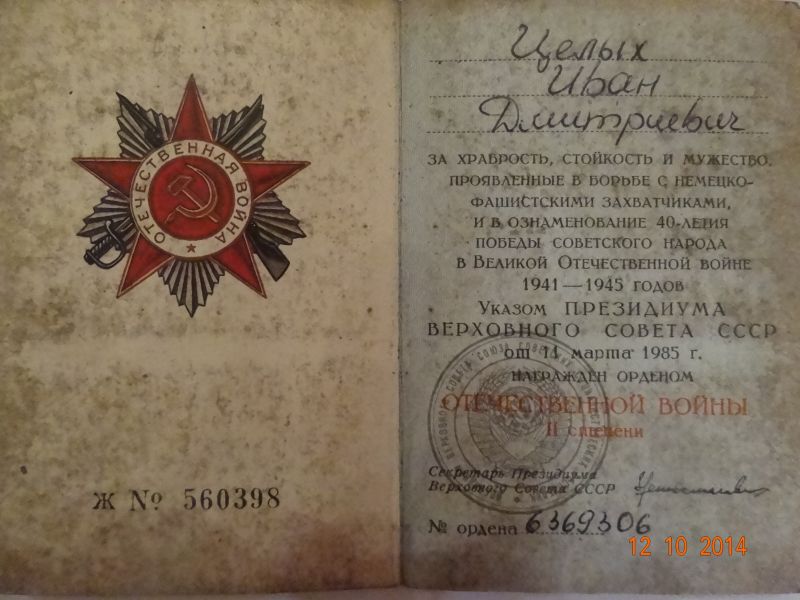 ОТЕЧЕСТВЕННАЯ ВОЙНА
Ж № 560398
Целых
Иван
Дмитриевич
ЗА ХРАБРОСТЬ, СТОЙКОСТЬ И МУЖЕСТВО,
ПРОЯВЛЕННЫЕ В БОРЬБЕ С НЕМЕЦКО-
ФАШИСТСКИМИ ЗАХВАТЧИКАМИ,
И В ОЗНАМЕНОВАНИЕ 40-ЛЕТИЯ
ПОБЕДЫ СОВЕТСКОГО НАРОДА
В ВЕЛИКОЙ ОТЕЧЕСТВЕННОЙ ВОЙНЕ
1941—1945 ГОДОВ
УКАЗОМ ПРЕЗИДИУМА
ВЕРХОВНОГО СОВЕТА СССР
от 11 марта 1985 г.
НАГРАЖДЕН ОРДЕНОМ
ОТЕЧЕСТВЕННОЙ ВОЙНЫ
II степени
Секретарь Президиума
Верховного Совета СССР
№ ордена 6369306
12 10 2014